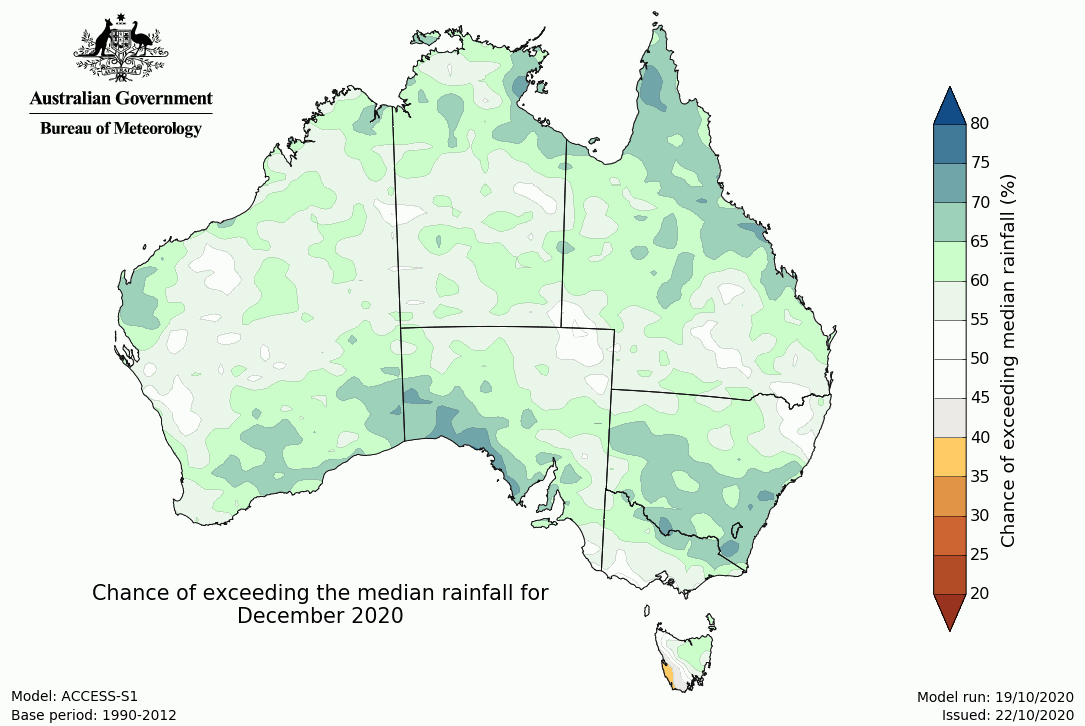 AUSTRALIA
Australian Government
Bureau of Meteorology
80
75
70
65
60
55
50
45
40
35
30
25
20
Chance of exceeding median rainfall (%)
Chance of exceeding the median rainfall for
December 2020
Model: ACCESS-S1
Base period: 1990-2012
Model run: 19/10/2020
Issued: 22/10/2020